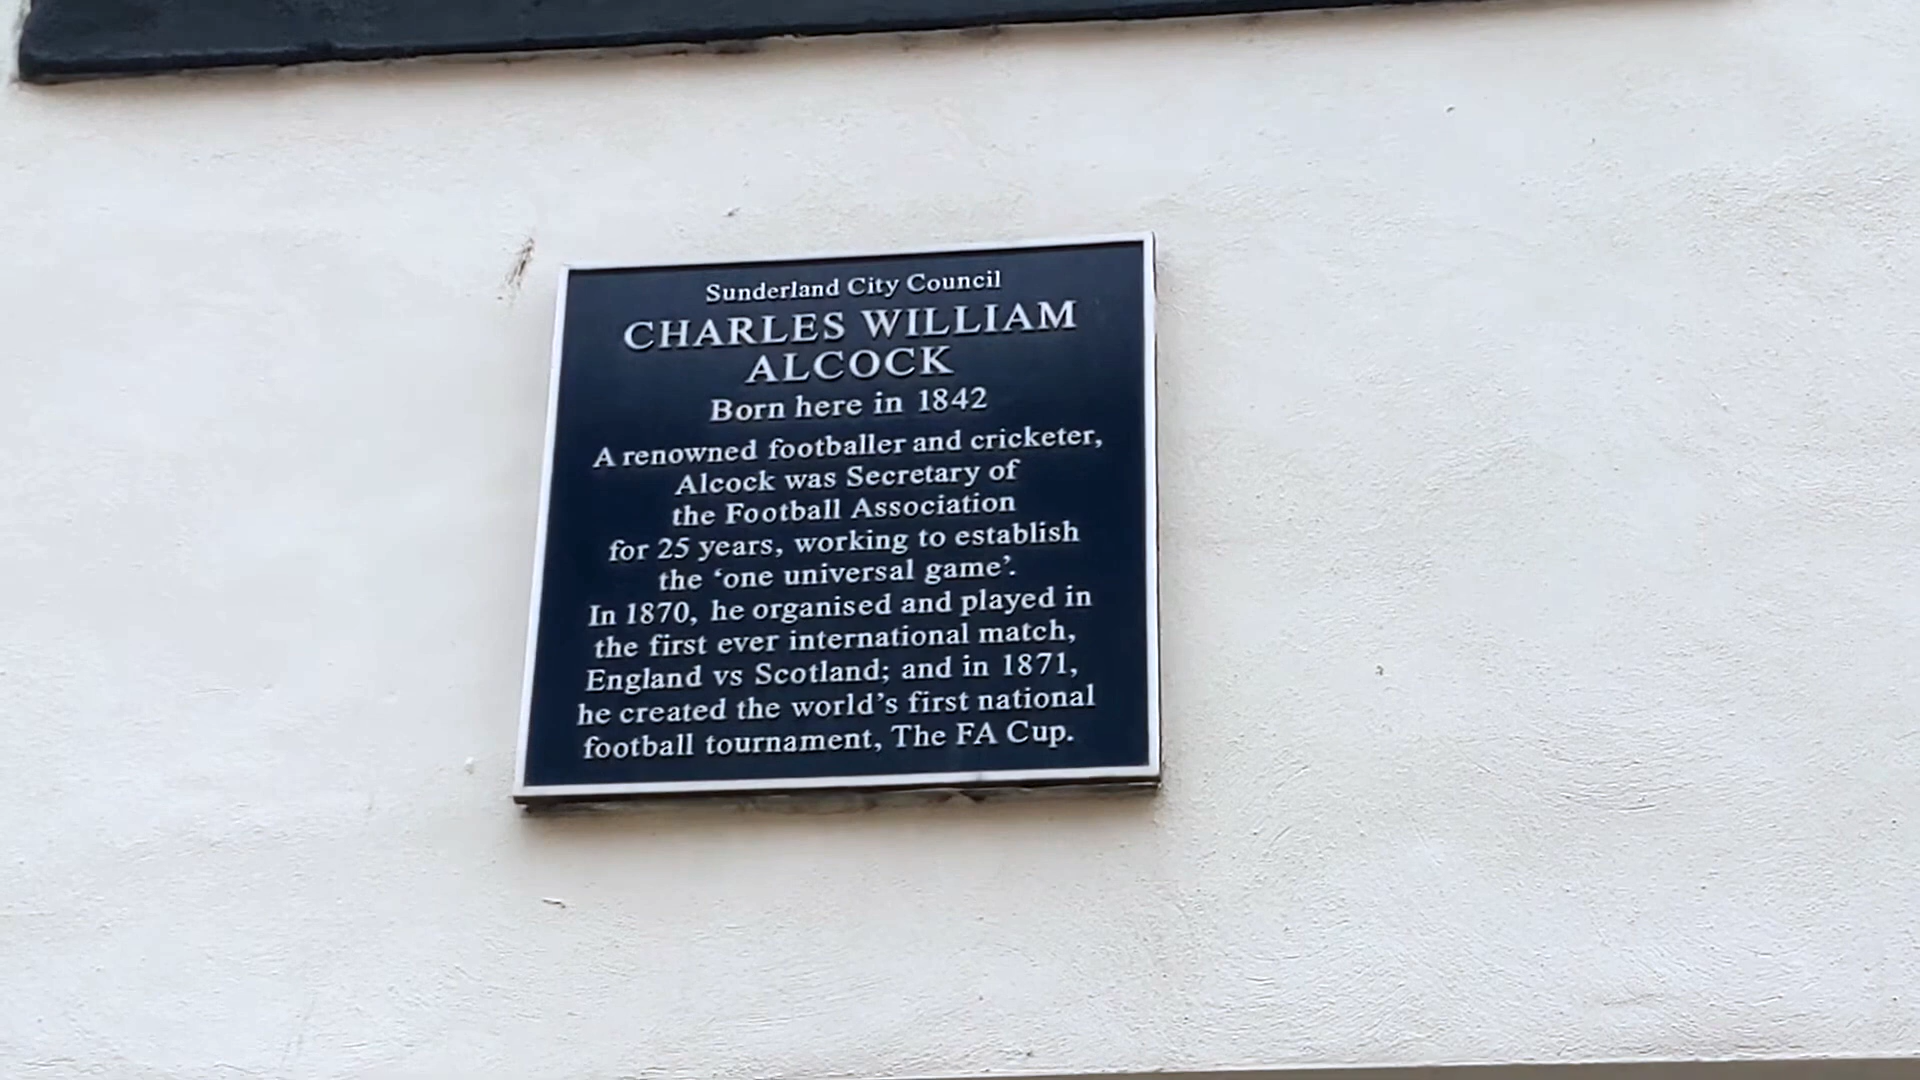 Sunderland City Council
CHARLES WILLIAM
ALCOCK
Born here in 1842
A renowned footballer and cricketer,
Alcock was Secretary of
the Football Association
for 25 years, working to establish
the ‘one universal game’.
In 1870, he organised and played in
the first ever international match,
England vs Scotland; and in 1871,
he created the world’s first national
football tournament, The FA Cup.